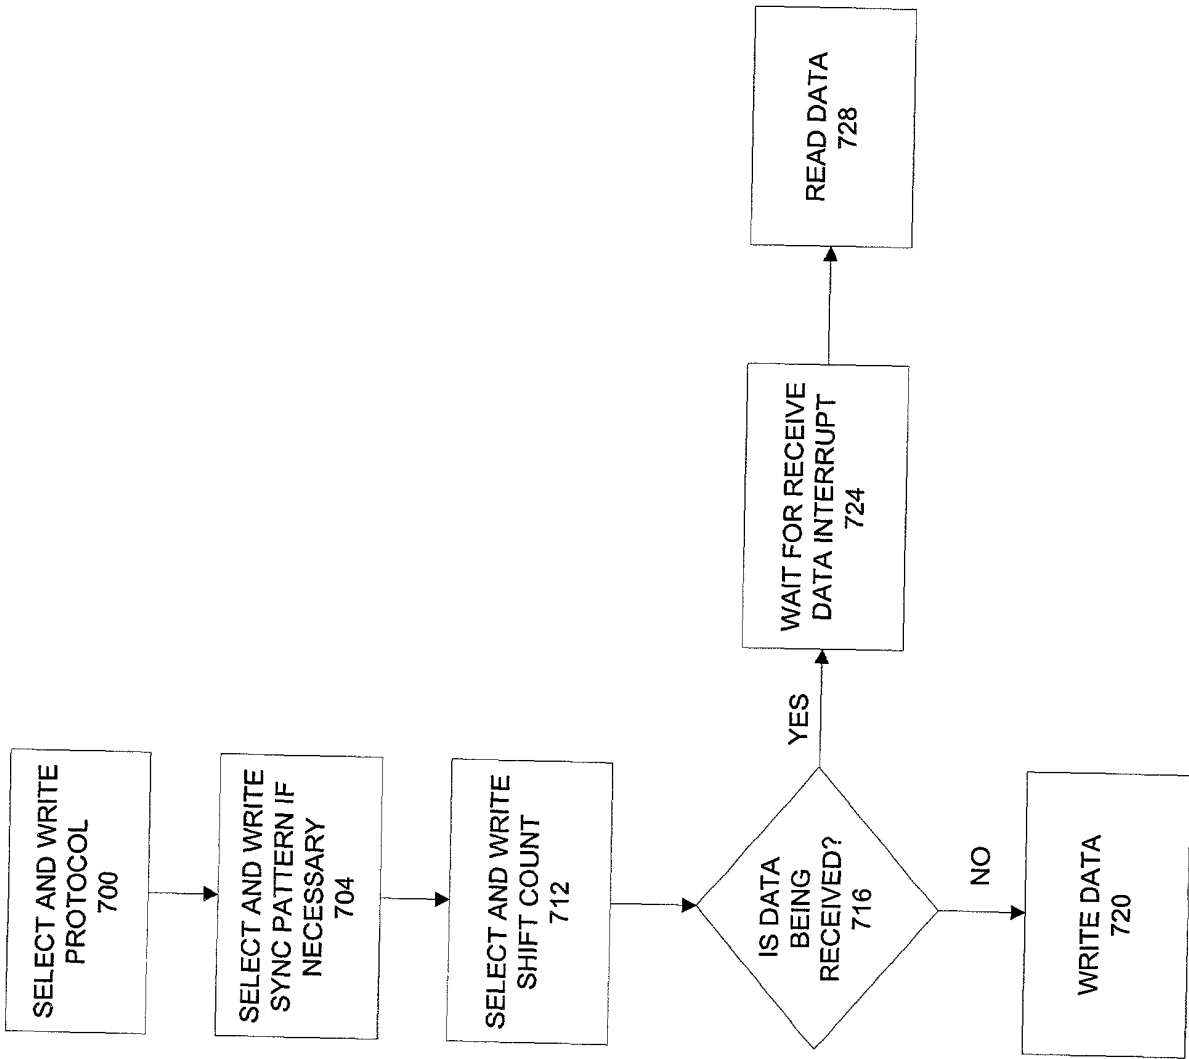 SELECT AND WRITE
PROTOCOL
700
SELECT AND WRITE
SYNC PATTERN IF
NECESSARY
704
SELECT AND WRITE
SHIFT COUNT
712
IS DATA
BEING
RECEIVED?
716
YES
WAIT FOR RECEIVE
DATA INTERRUPT
724
READ DATA
728
NO
WRITE DATA
720